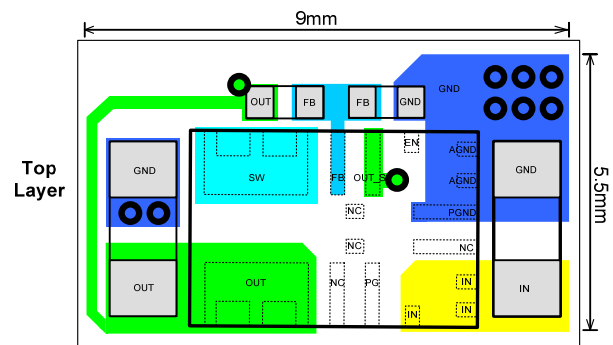 9mm
OUT FB FB GND GND
EN AGND
Top
Layer
GND SW FB OUT_S AGND GND
NC PGND
5.5mm
NC NC
OUT OUT NC PG IN IN
IN IN